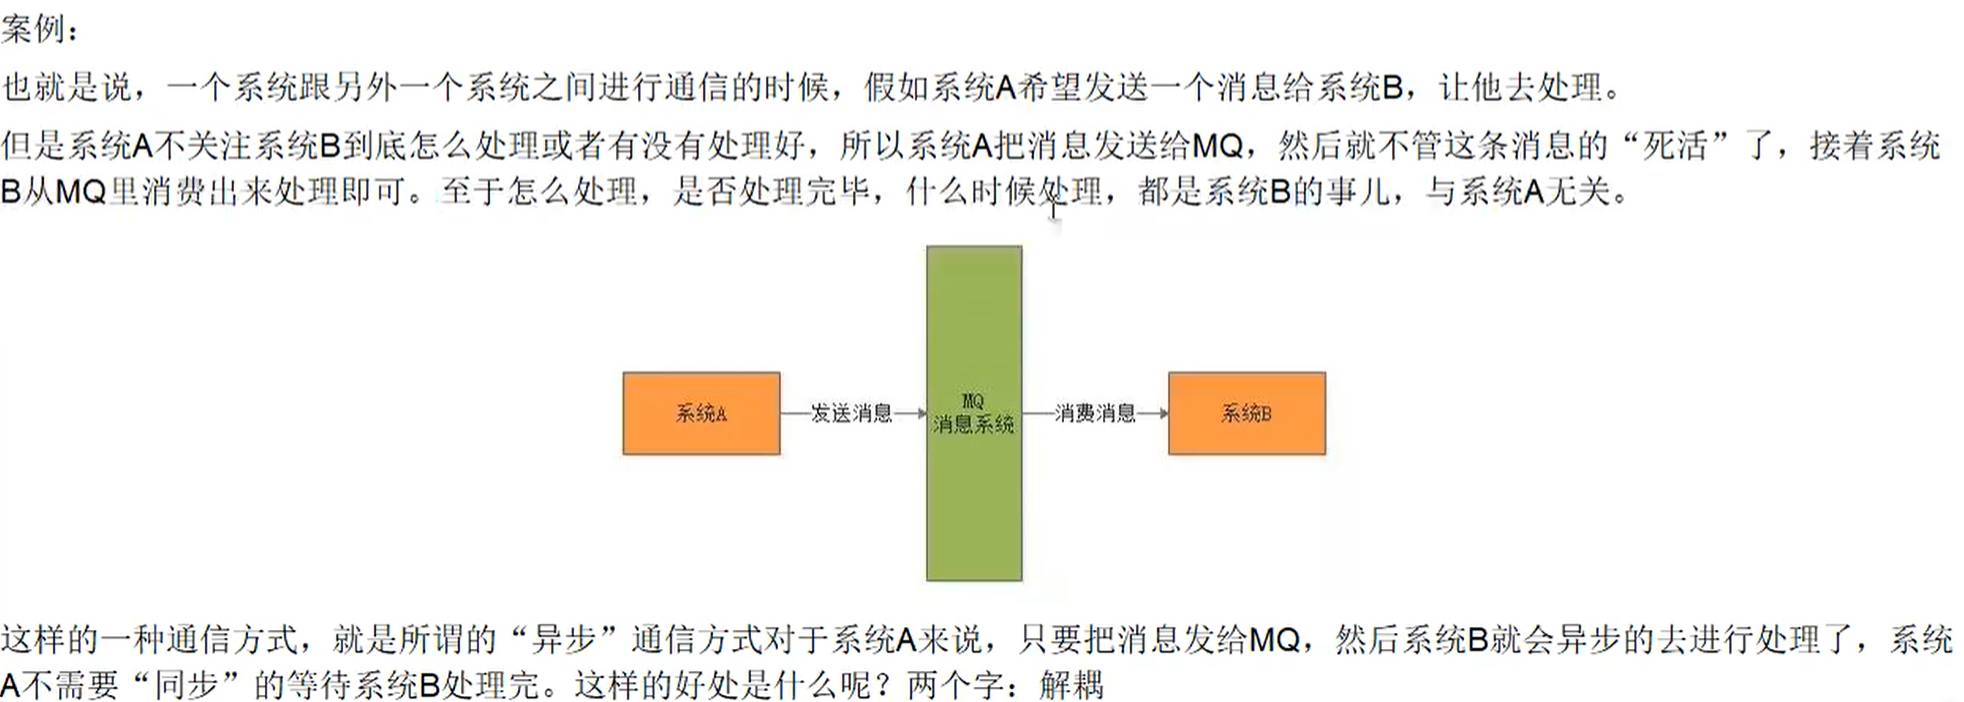 案例：
也就是说，一个系统跟另外一个系统之间进行通信的时候，假如系统A希望发送一个消息给系统B，让他去处理。
但是系统A不关注系统B到底怎么处理或者有没有处理好，所以系统A把消息发送给MQ，然后就不管这条消息的“死活”了，接着系统
B从MQ里消费出来处理即可。至于怎么处理，是否处理完毕，什么时候处理，都是系统B的事儿，与系统A无关。
系统A
发送消息
MQ
消息系统
消费消息
系统B
这样的一种通信方式，就是所谓的“异步”通信方式对于系统A来说，只要把消息发给MQ，然后系统B就会异步的去进行处理了，系统
A不需要“同步”的等待系统B处理完。这样的好处是什么呢？两个字：解耦